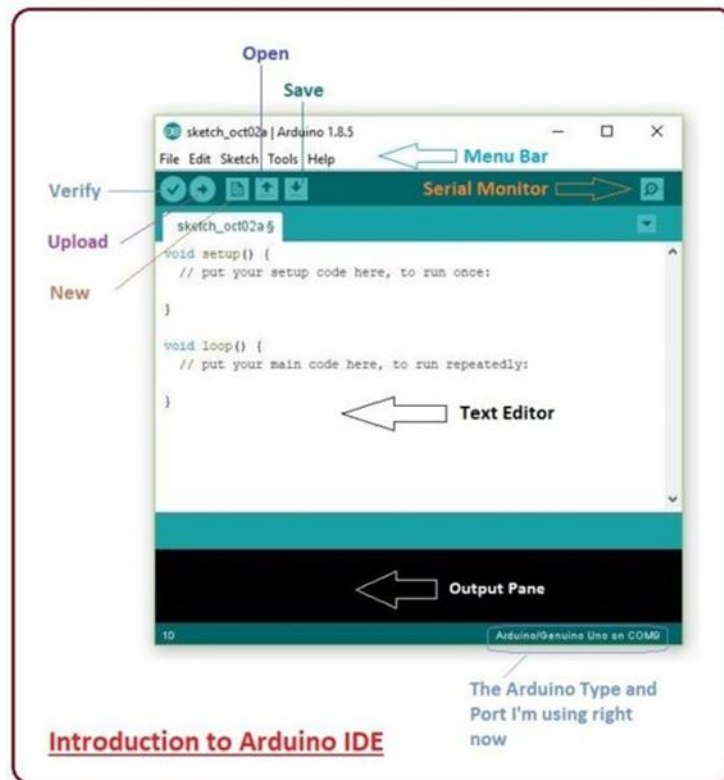 Open
Save
sketch_oct02a | Arduino 1.8.5
File Edit Sketch Tools Help
Menu Bar
Verify
Serial Monitor
sketch_oct02a §
Upload
void setup() {
// put your setup code here, to run once:
New
}
void loop() {
// put your main code here, to run repeatedly:
}
Text Editor
Output Pane
10
Arduino/Genuino Uno on COM9
The Arduino Type and
Port I'm using right
now
Introduction to Arduino IDE